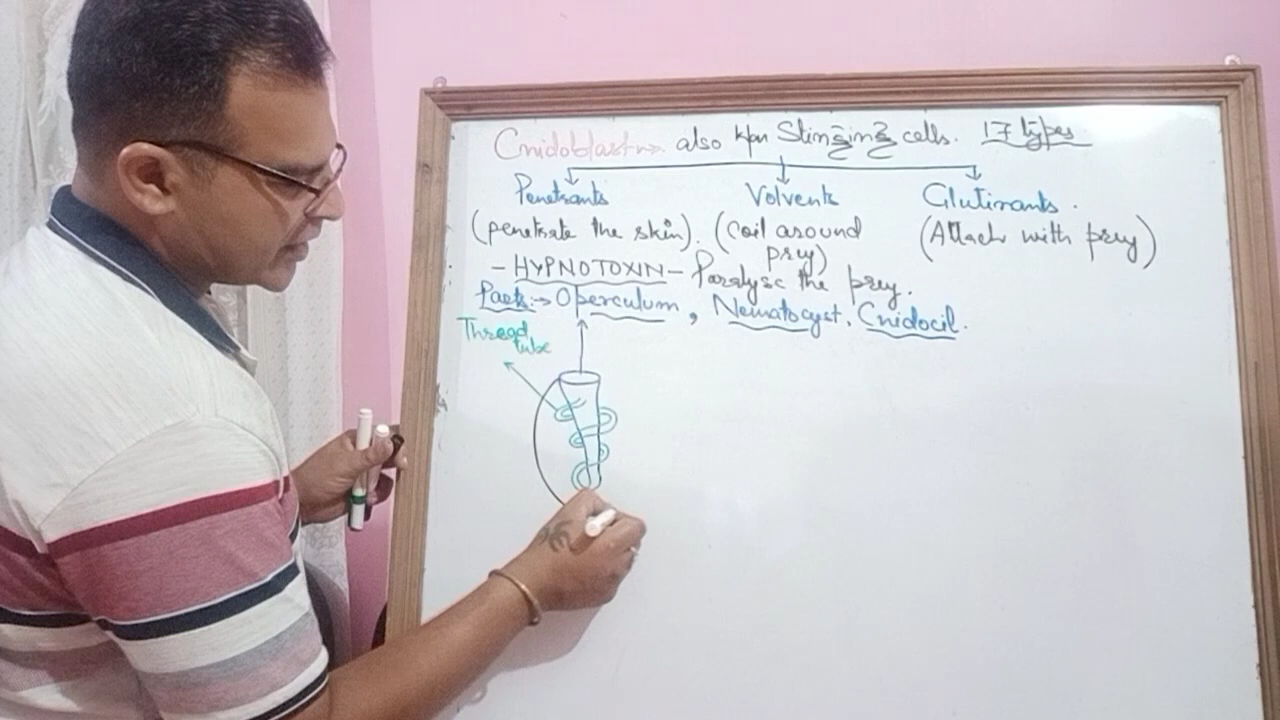 Cnidoblast :-> also kon Stinging cells. 17 types
Penetrants Volvents Glutinants.
(penetrate the skin). (Coil around prey) (Attach with prey)
- HYPNOTOXIN - Paralyse the prey.
Parts :-> Operculum, Nematocyst, Cnidocil.
Thread
tube